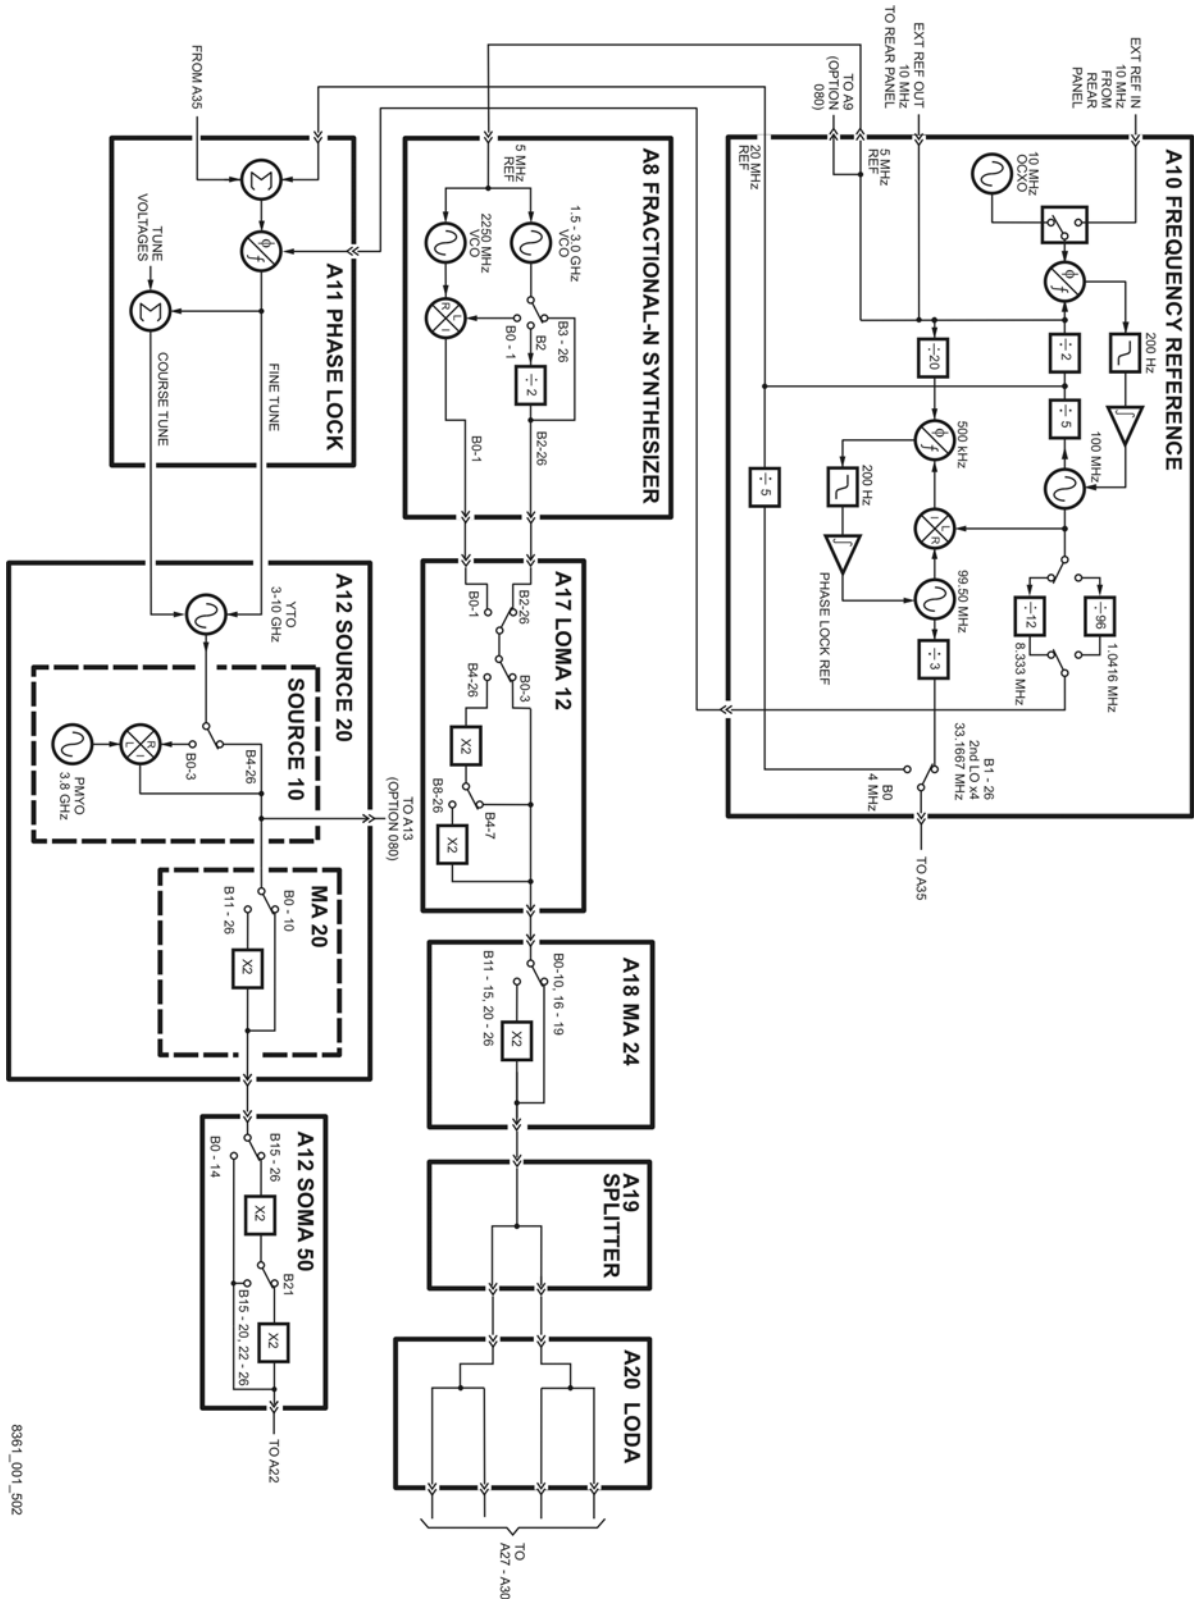 A10 FREQUENCY REFERENCE
EXT REF IN
10 MHz
FROM
REAR
PANEL
EXT REF OUT
10 MHz
TO REAR PANEL
TO A9
(OPTION
080)
10 MHz
OCXO
ϕ
f
200 Hz
÷2
÷5
100 MHz
÷96
÷12
1.0416 MHz
8.333 MHz
5 MHz
REF
20 MHz
REF
÷20
500 kHz
ϕ
f
200 Hz
L
I
R
99.50 MHz
PHASE LOCK REF
÷3
÷5
B1 - 26
2nd LO x4
33.1667 MHz
B0
4 MHz
TO A35
A8 FRACTIONAL-N SYNTHESIZER
5 MHz
REF
1.5 - 3.0 GHz
VCO
2250 MHz
VCO
R
L
I
B3 - 26
B2
B0 - 1
÷2
B2-26
B0-1
A17 LOMA 12
B2-26
B0-1
B0-3
B4-26
X2
B4-7
B8-26
X2
A18 MA 24
B0-10, 16 - 19
B11 - 15, 20 - 26
X2
A19
SPLITTER
A20 LODA
TO
A27 - A30
A11 PHASE LOCK
FROM A35
Σ
ϕ
f
TUNE
VOLTAGES
Σ
FINE TUNE
COURSE TUNE
A12 SOURCE 20
YTO
3-10 GHz
SOURCE 10
PMYO
3.8 GHz
R
L
I
B4-26
B0-3
TO A13
(OPTION 080)
MA 20
B0 - 10
B11 - 26
X2
A12 SOMA 50
B15 - 26
B0 - 14
X2
B21
B15 - 20, 22 - 26
X2
TO A22
8361_001_502